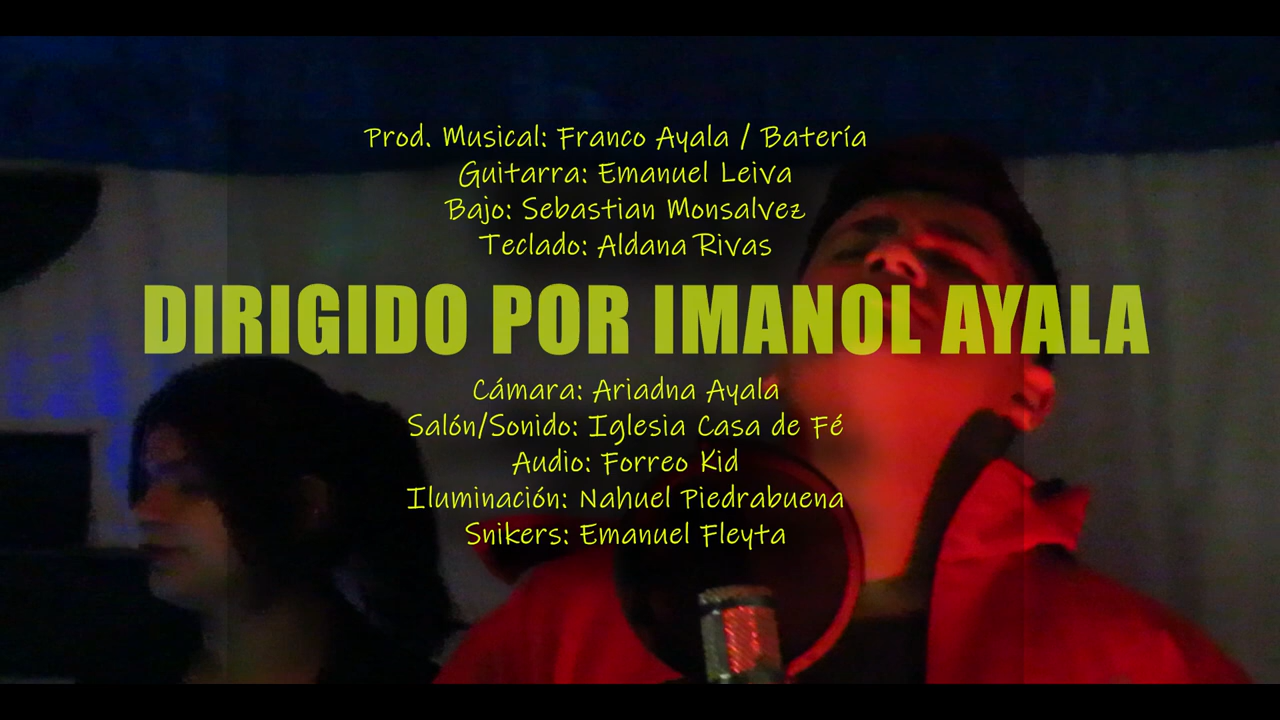 Prod. Musical: Franco Ayala / Batería
Guitarra: Emanuel Leiva
Bajo: Sebastian Monsalvez
Teclado: Aldana Rivas
DIRIGIDO POR IMANOL AYALA
Cámara: Ariadna Ayala
Salón/Sonido: Iglesia Casa de Fé
Audio: Forreo Kid
Iluminación: Nahuel Piedrabuena
Snikers: Emanuel Fleyta